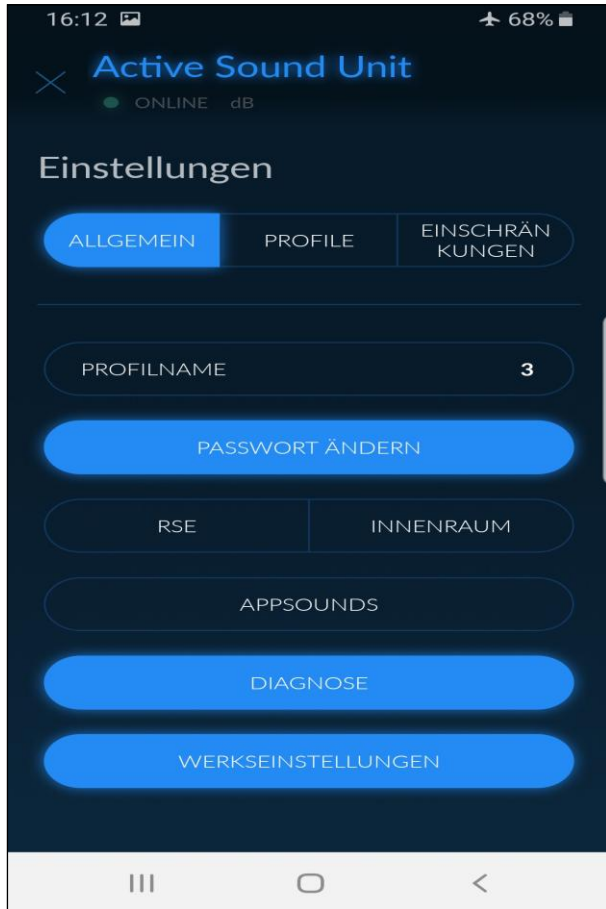 16:12
68%
Active Sound Unit
ONLINE dB
Einstellungen
ALLGEMEIN
PROFILE
EINSCHRÄN
KUNGEN
PROFILNAME 3
PASSWORT ÄNDERN
RSE
INNENRAUM
APPSOUNDS
DIAGNOSE
WERKSEINSTELLUNGEN